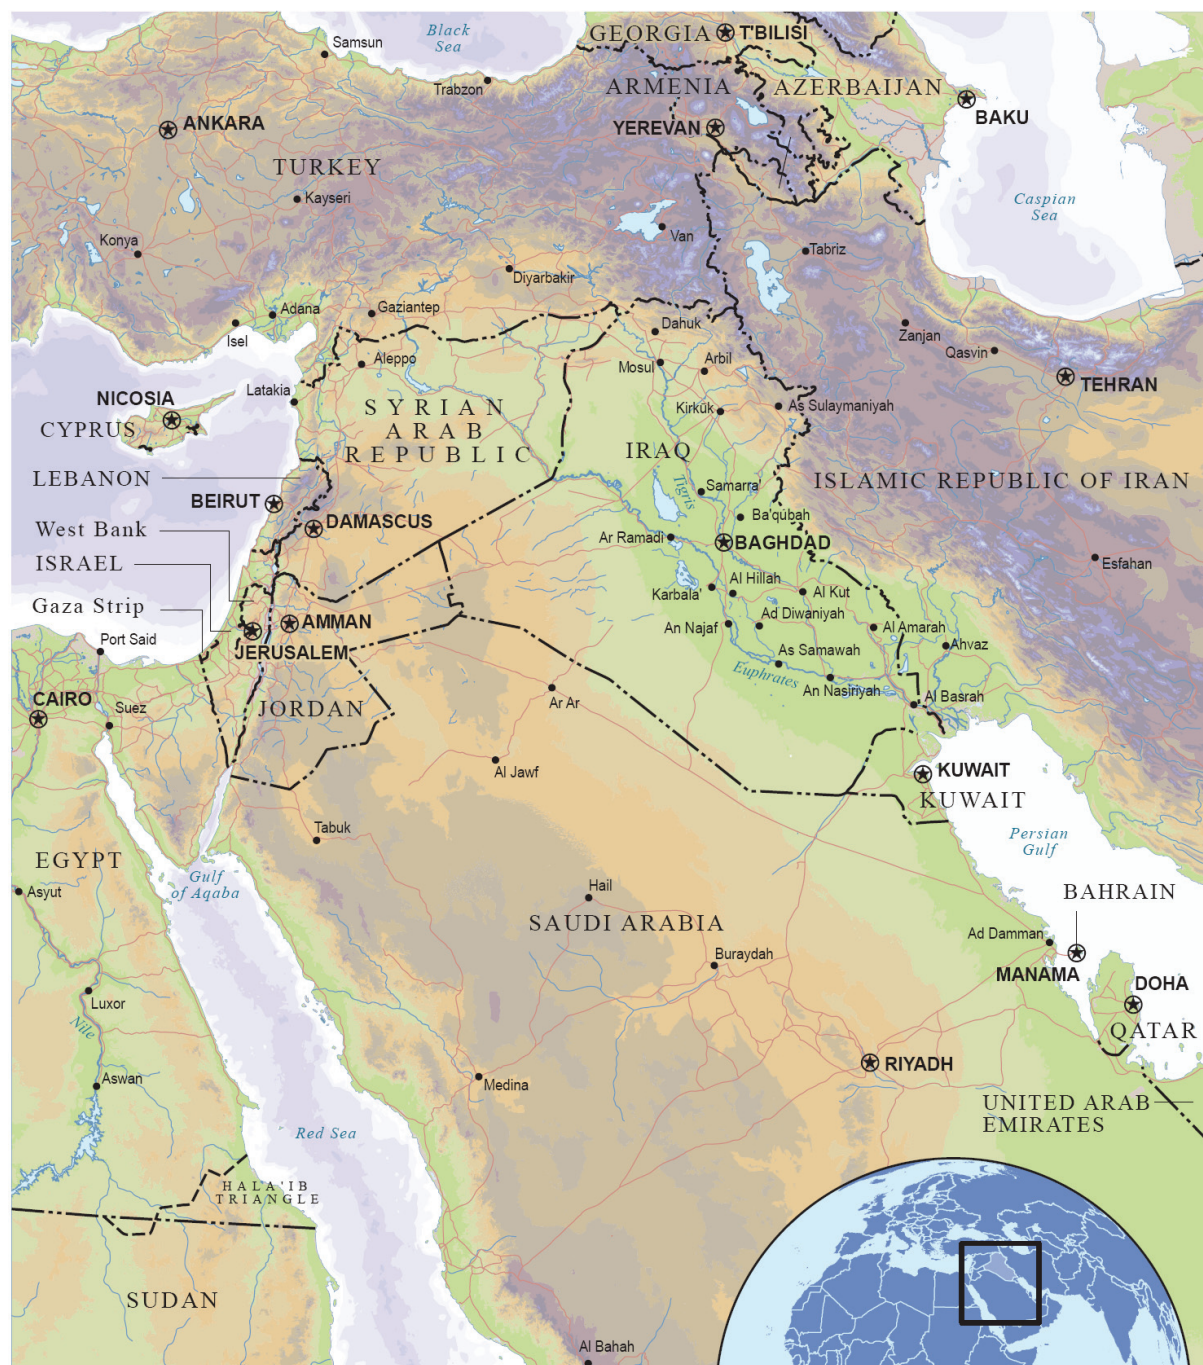 Black
Sea
GEORGIA
T'BILISI
Samsun
Trabzon
ARMENIA
AZERBAIJAN
BAKU
ANKARA
YEREVAN
TURKEY
Kayseri
Caspian
Sea
Konya
Van
Tabriz
Diyarbakir
Adana
Gaziantep
Isel
Dahuk
Zanjan
Qasvin
Aleppo
Mosul
Arbil
TEHRAN
Latakia
NICOSIA
CYPRUS
SYRIAN
ARAB
REPUBLIC
Kirkūk
As Sulaymaniyah
IRAQ
LEBANON
ISLAMIC REPUBLIC OF IRAN
Tigris
Samarra'
BEIRUT
DAMASCUS
Ba'qūbah
West Bank
Ar Ramadi
BAGHDAD
ISRAEL
Esfahan
Al Hillah
Karbala'
Al Kut
Gaza Strip
AMMAN
Ad Diwaniyah
An Najaf
Al Amarah
Port Said
JERUSALEM
Ahvaz
As Samawah
Euphrates
An Nasiriyah
CAIRO
Suez
JORDAN
Ar Ar
Al Basrah
Al Jawf
KUWAIT
KUWAIT
Tabuk
Persian
Gulf
EGYPT
Gulf
of Aqaba
Asyut
Hail
BAHRAIN
SAUDI ARABIA
Ad Damman
Buraydah
MANAMA
DOHA
Luxor
QATAR
Nile
RIYADH
Aswan
Medina
UNITED ARAB
EMIRATES
Red Sea
HALA'IB
TRIANGLE
SUDAN
Al Bahah